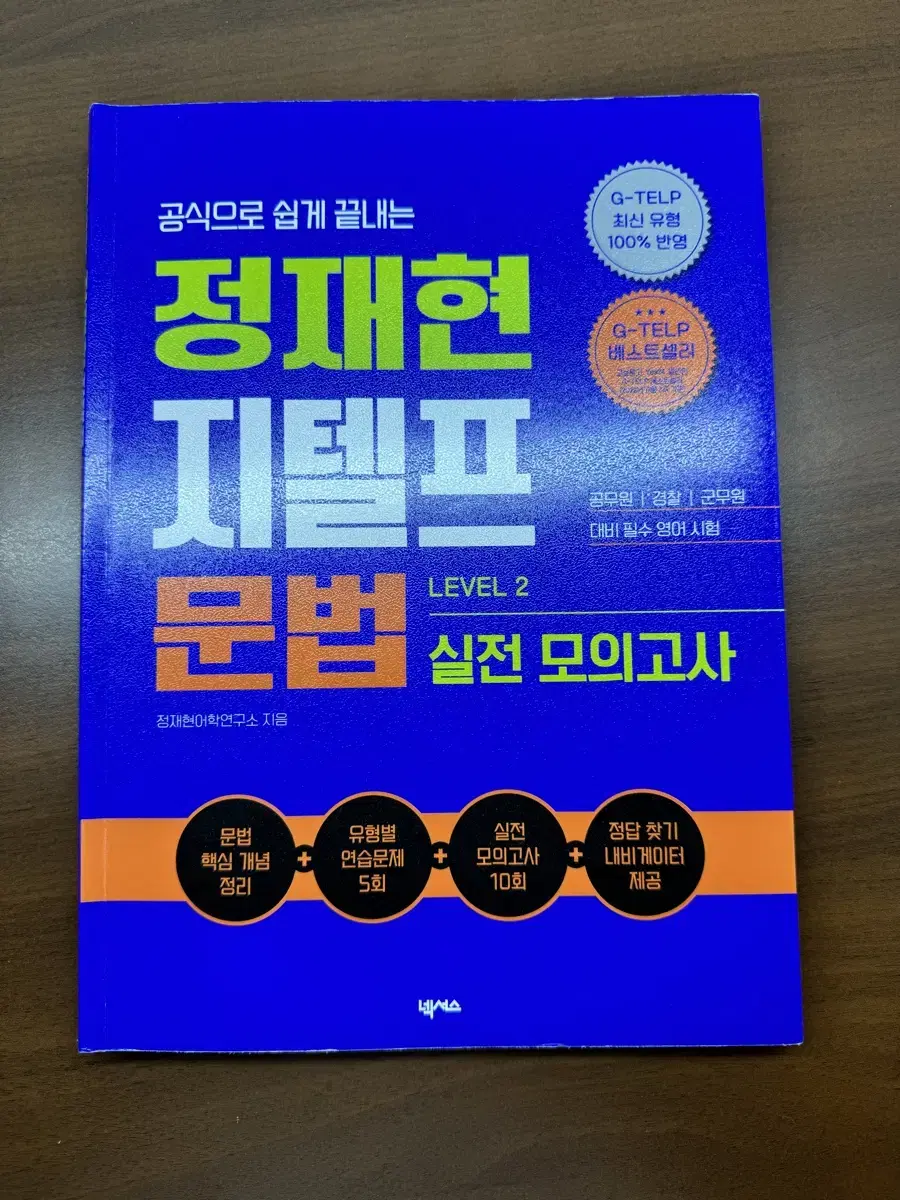 공식으로 쉽게 끝내는
정재현
지텔프
문법
LEVEL 2
실전 모의고사
정재현어학연구소 지음
G-TELP
최신 유형
100% 반영
★★★
G-TELP
베스트셀러
공무원 | 경찰 | 군무원
대비 필수 영어 시험
문법
핵심 개념
정리
+
유형별
연습문제
5회
+
실전
모의고사
10회
+
정답 찾기
내비게이터
제공
넥서스